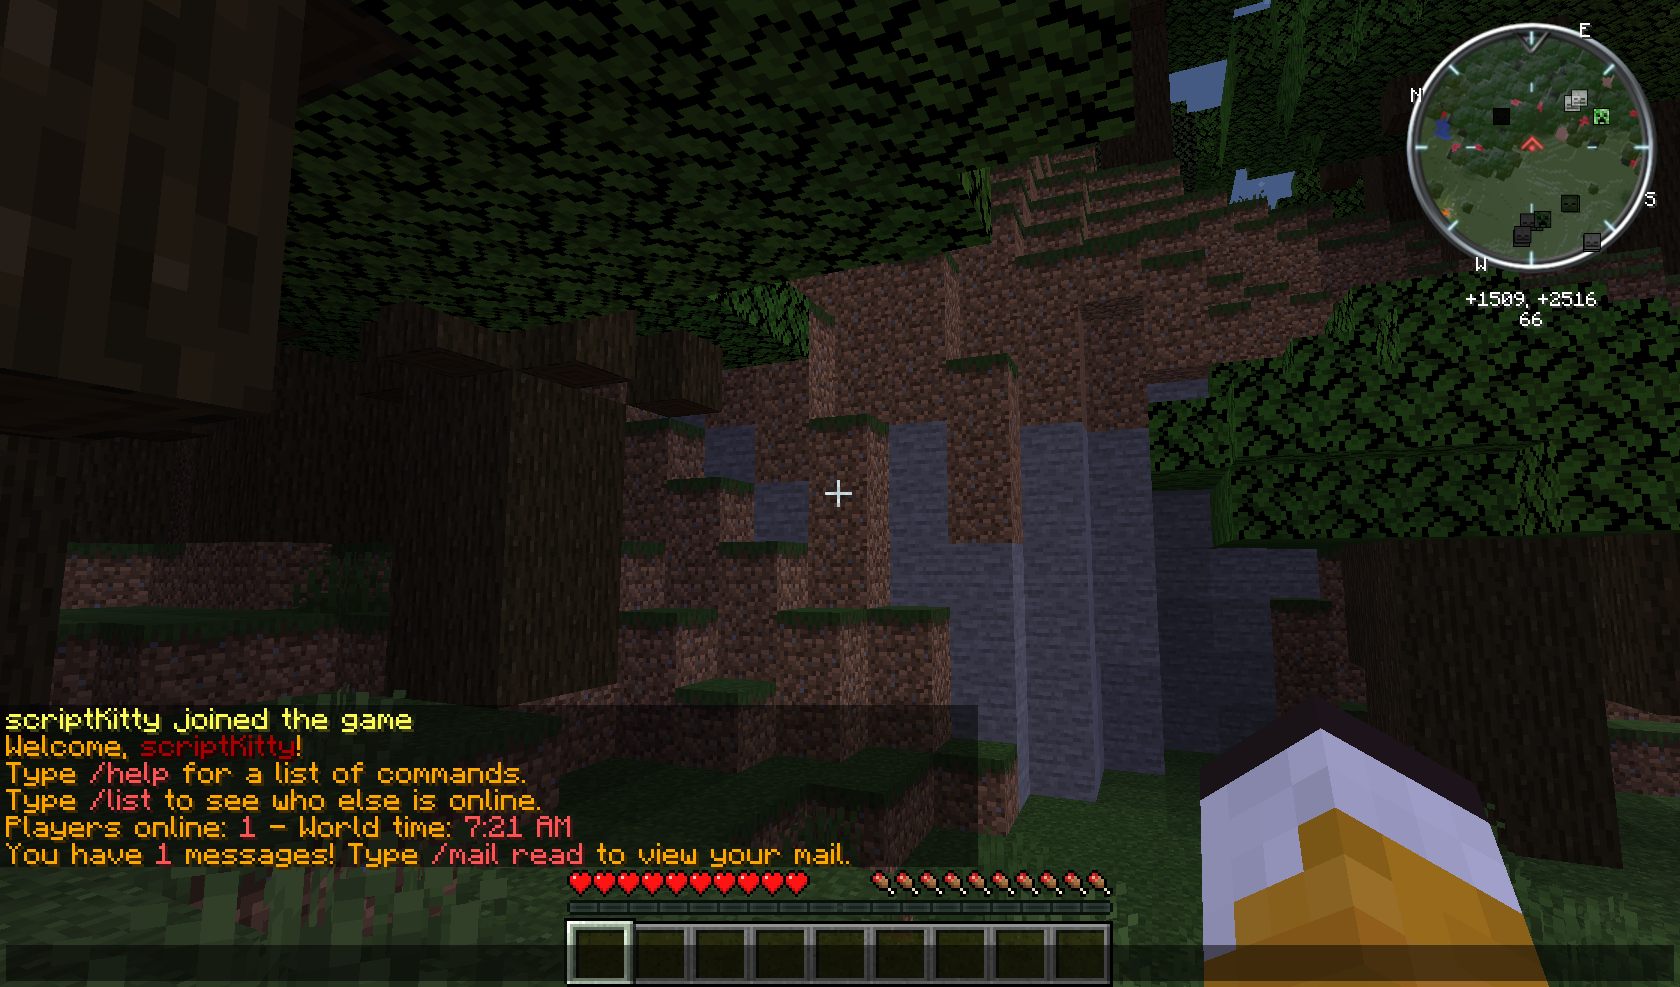 E
N
S
W
+1509, +2516
66
scriptKitty joined the game
Welcome, scriptKitty!
Type /help for a list of commands.
Type /list to see who else is online.
Players online: 1 - World time: 7:21 AM
You have 1 messages! Type /mail read to view your mail.